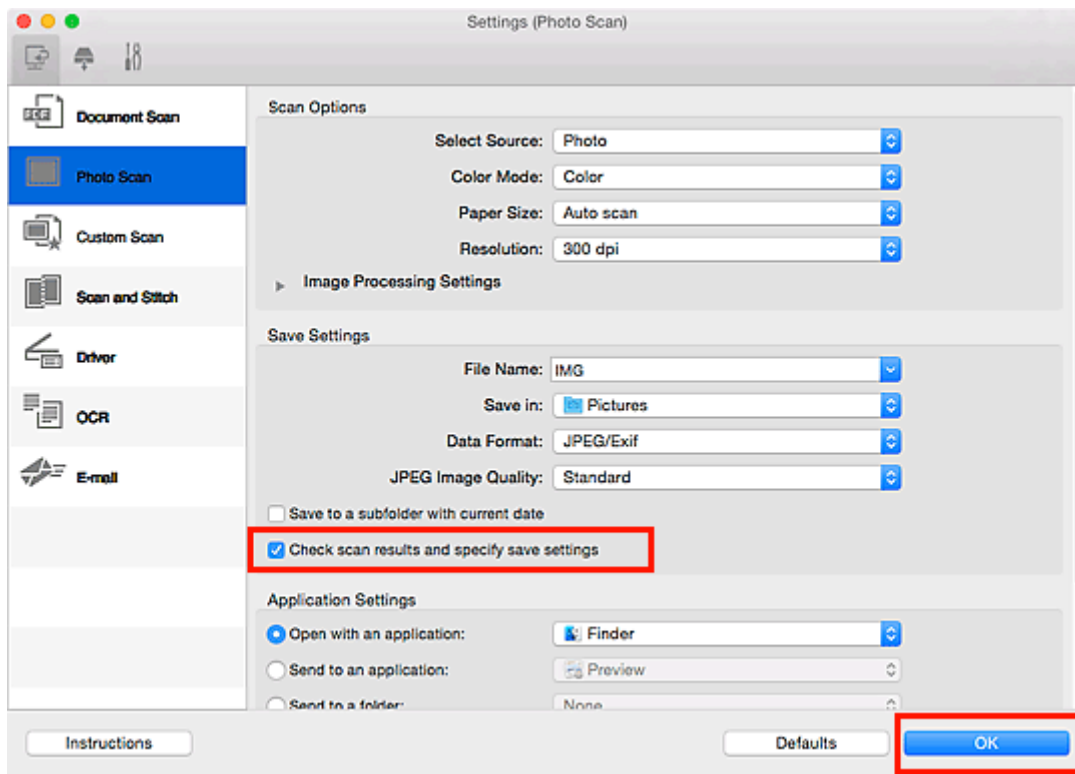 Settings (Photo Scan)
Document Scan
Photo Scan
Custom Scan
Scan and Stitch
Driver
OCR
E-mail
Scan Options
Select Source: Photo
Color Mode: Color
Paper Size: Auto scan
Resolution: 300 dpi
Image Processing Settings
Save Settings
File Name: IMG
Save in: Pictures
Data Format: JPEG/Exif
JPEG Image Quality: Standard
Save to a subfolder with current date
Check scan results and specify save settings
Application Settings
Open with an application: Finder
Send to an application: Preview
Send to a folder: None
Instructions Defaults OK